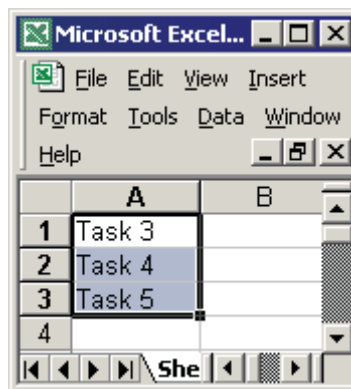 Microsoft Excel...
File Edit View Insert
Format Tools Data Window
Help
A B
1 Task 3
2 Task 4
3 Task 5
4
She